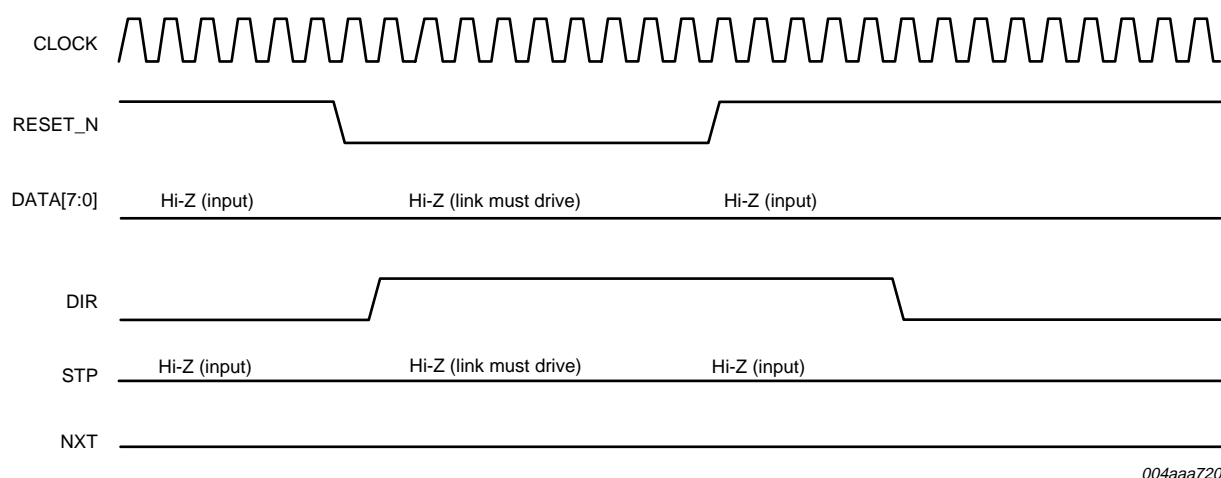 CLOCK
RESET_N
DATA[7:0] Hi-Z (input) Hi-Z (link must drive) Hi-Z (input)
DIR
STP Hi-Z (input) Hi-Z (link must drive) Hi-Z (input)
NXT
004aaa720